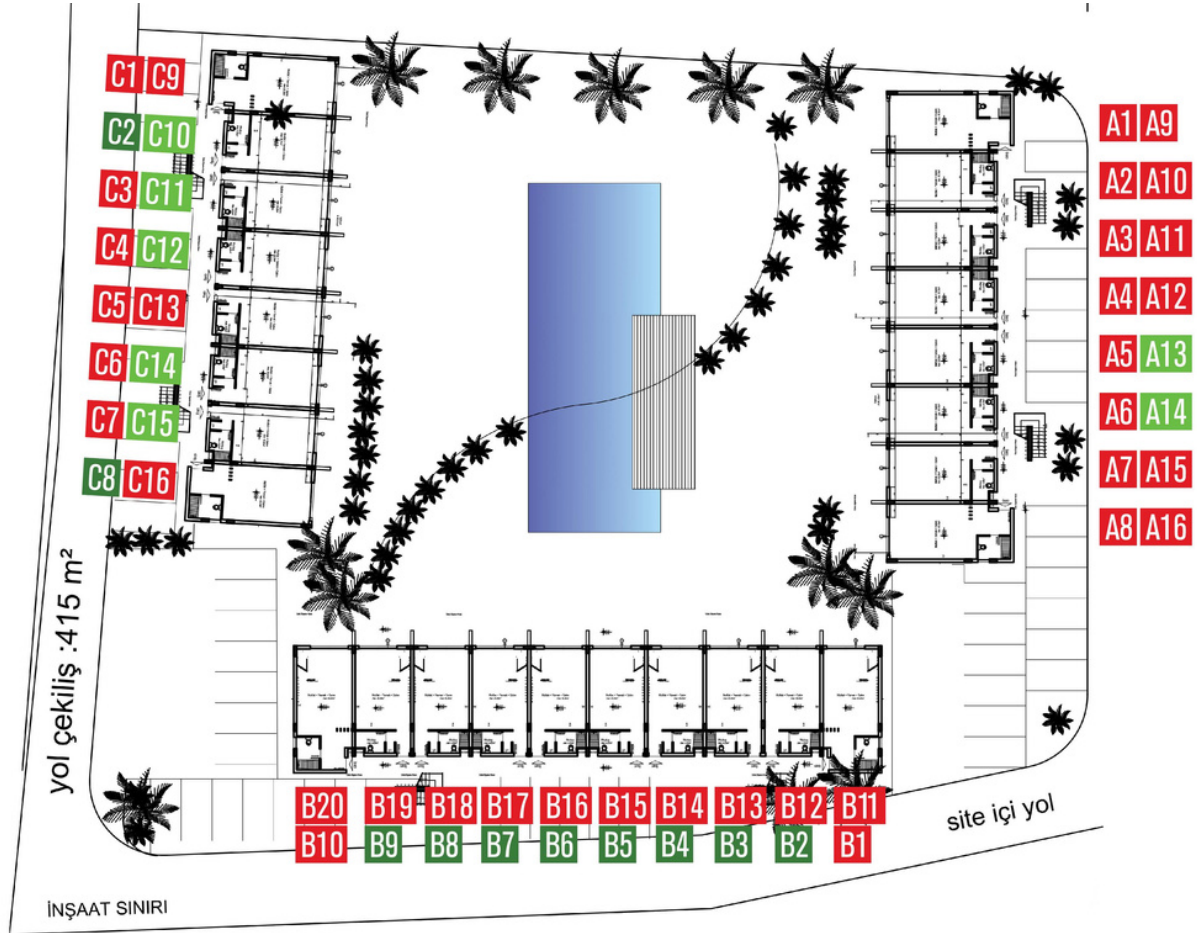 C1 C9
C2 C10
C3 C11
C4 C12
C5 C13
C6 C14
C7 C15
C8 C16
A1 A9
A2 A10
A3 A11
A4 A12
A5 A13
A6 A14
A7 A15
A8 A16
yol çekiliş :415 m²
B20 B19 B18 B17 B16 B15 B14 B13 B12 B11
B10 B9 B8 B7 B6 B5 B4 B3 B2 B1
site içi yol
İNŞAAT SINIRI